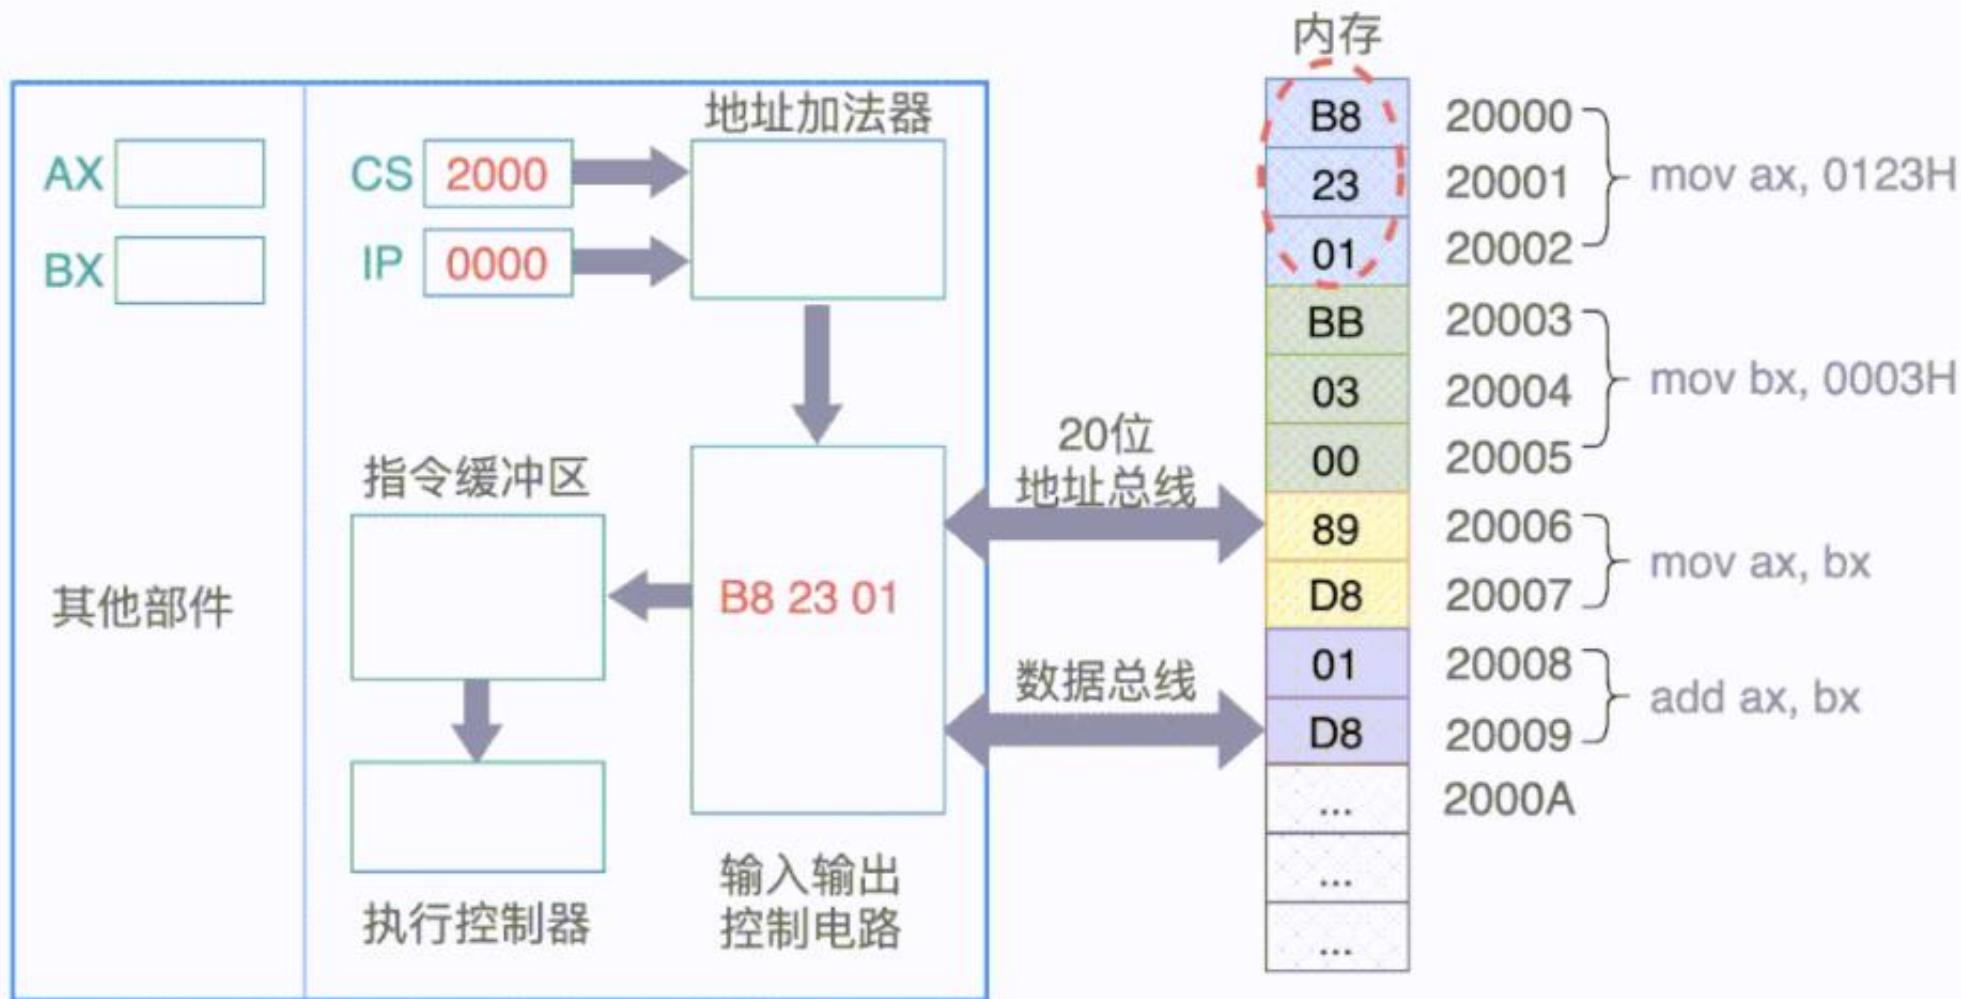 内存
地址加法器
AX
CS 2000
BX
IP 0000
指令缓冲区
其他部件
B8 23 01
执行控制器
输入输出
控制电路
20位
地址总线
数据总线
B8 20000
23 20001 mov ax, 0123H
01 20002
BB 20003
03 20004 mov bx, 0003H
00 20005
89 20006
mov ax, bx
D8 20007
01 20008
add ax, bx
D8 20009
... 2000A
...
...